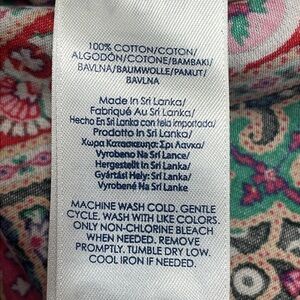 100% COTTON/COTON/
ALGODÓN/COTONE/BAMBAKI/
BAVLNA/BAUMWOLLE/PAMUT/
BAVLNA
Made In Sri Lanka/
Fabriqué Au Sri Lanka/
Hecho En Sri Lanka con tela importada/
Prodotto In Sri Lanka/
Χωρα Κατασκευης: Σρι Λανκα/
Vyrobeno Na Srí Lance/
Hergestellt in Sri Lanka/
Gyártási Hely: Sri Lanka/
Vyrobené Na Srí Lanke
MACHINE WASH COLD. GENTLE
CYCLE, WASH WITH LIKE COLORS.
ONLY NON-CHLORINE BLEACH
WHEN NEEDED. REMOVE
PROMPTLY. TUMBLE DRY LOW.
COOL IRON IF NEEDED.